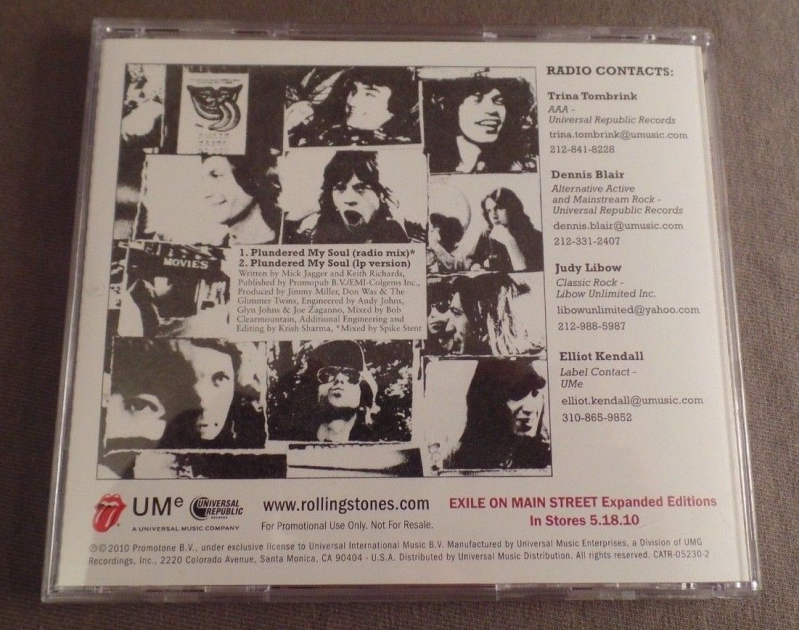 RADIO CONTACTS:
Trina Tombrink
AAA -
Universal Republic Records
trina.tombrink@umusic.com
212-841-8228
Dennis Blair
Alternative Active
and Mainstream Rock -
Universal Republic Records
dennis.blair@umusic.com
212-331-2407
Judy Libow
Classic Rock -
Libow Unlimited Inc.
libowunlimited@yahoo.com
212-988-5987
Elliot Kendall
Label Contact -
UMe
elliot.kendall@umusic.com
310-865-9852
MOVIES
1. Plundered My Soul (radio mix)*
2. Plundered My Soul (lp version)
Written by Mick Jagger and Keith Richards,
Published by Promopub B.V./EMI-Colgems Inc.,
Produced by Jimmy Miller, Don Was & The
Glimmer Twins, Engineered by Andy Johns,
Glyn Johns & Joe Zaganno, Mixed by Bob
Clearmountain, Additional Engineering and
Editing by Krish Sharma, *Mixed by Spike Stent
UMe
A UNIVERSAL MUSIC COMPANY
UNIVERSAL
REPUBLIC
RECORDS
www.rollingstones.com
For Promotional Use Only. Not For Resale.
EXILE ON MAIN STREET Expanded Editions
In Stores 5.18.10
℗© 2010 Promotone B.V., under exclusive license to Universal International Music B.V. Manufactured by Universal Music Enterprises, a Division of UMG
Recordings, Inc., 2220 Colorado Avenue, Santa Monica, CA 90404 - U.S.A. Distributed by Universal Music Distribution. All rights reserved. CATR-05230-2